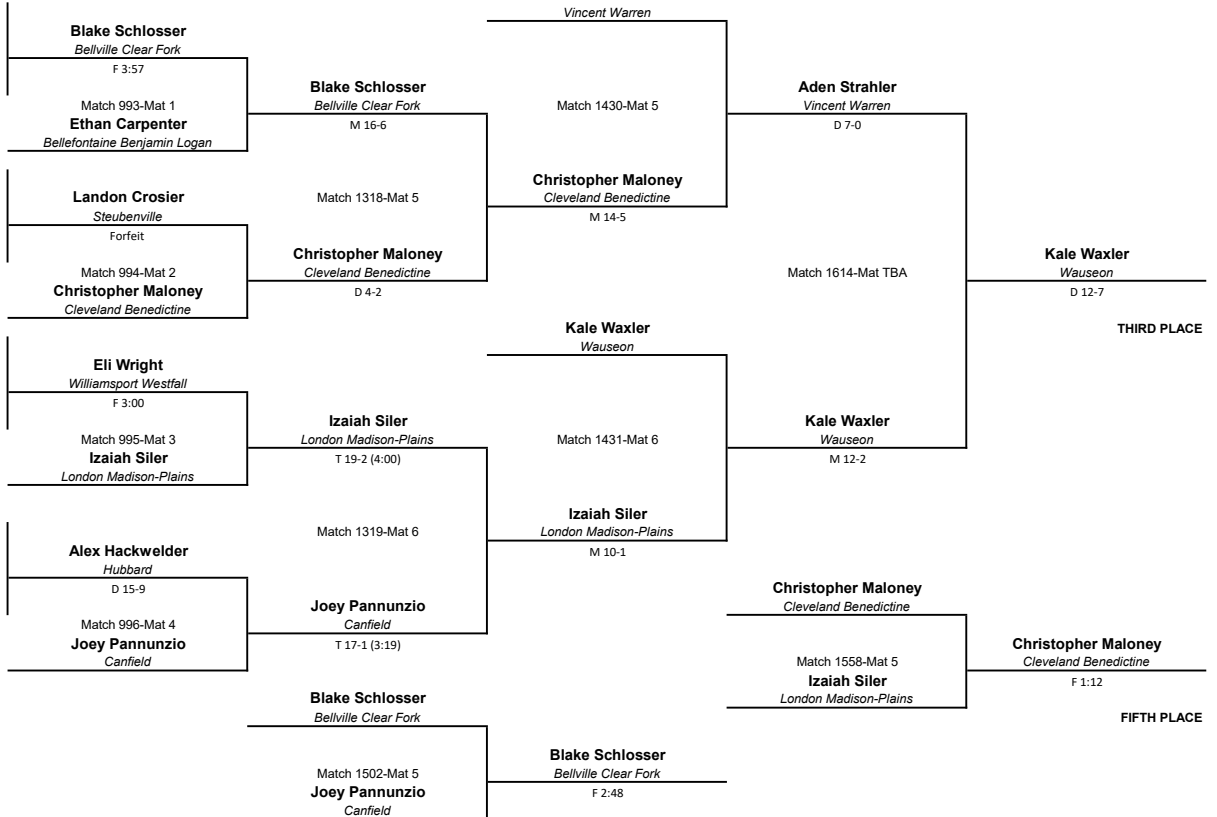 Vincent Warren
Blake Schlosser
Bellville Clear Fork
F 3:57
Match 993-Mat 1
Ethan Carpenter
Bellefontaine Benjamin Logan
Blake Schlosser
Bellville Clear Fork
M 16-6
Match 1430-Mat 5
Aden Strahler
Vincent Warren
D 7-0
Landon Crosier
Steubenville
Forfeit
Match 994-Mat 2
Christopher Maloney
Cleveland Benedictine
Match 1318-Mat 5
Christopher Maloney
Cleveland Benedictine
D 4-2
Christopher Maloney
Cleveland Benedictine
M 14-5
Match 1614-Mat TBA
Kale Waxler
Wauseon
D 12-7
THIRD PLACE
Eli Wright
Williamsport Westfall
F 3:00
Match 995-Mat 3
Izaiah Siler
London Madison-Plains
Izaiah Siler
London Madison-Plains
T 19-2 (4:00)
Kale Waxler
Wauseon
Match 1431-Mat 6
Kale Waxler
Wauseon
M 12-2
Alex Hackwelder
Hubbard
D 15-9
Match 996-Mat 4
Joey Pannunzio
Canfield
Match 1319-Mat 6
Joey Pannunzio
Canfield
T 17-1 (3:19)
Izaiah Siler
London Madison-Plains
M 10-1
Christopher Maloney
Cleveland Benedictine
Match 1558-Mat 5
Izaiah Siler
London Madison-Plains
Christopher Maloney
Cleveland Benedictine
F 1:12
FIFTH PLACE
Blake Schlosser
Bellville Clear Fork
Match 1502-Mat 5
Joey Pannunzio
Canfield
Blake Schlosser
Bellville Clear Fork
F 2:48